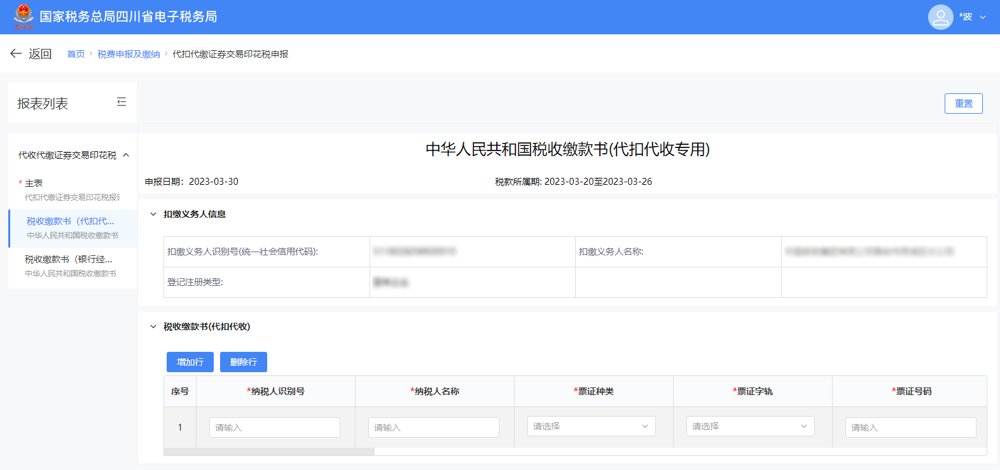 国家税务总局四川省电子税务局
*波
返回 首页 > 税费申报及缴纳 > 代扣代缴证券交易印花税申报
报表列表
重置
代收代缴证券交易印花税
* 主表
代扣代缴证券交易印花税报告
税收缴款书（代扣代...
中华人民共和国税收缴款书
税收缴款书（银行经...
中华人民共和国税收缴款书
中华人民共和国税收缴款书(代扣代收专用)
申报日期：2023-03-30 税款所属期: 2023-03-20至2023-03-26
扣缴义务人信息
扣缴义务人识别号(统一社会信用代码): 扣缴义务人名称:
登记注册类型:
税收缴款书(代扣代收)
增加行 删除行
序号 *纳税人识别号 *纳税人名称 *票证种类 *票证字轨 *票证号码
1 请输入 请输入 请选择 请选择 请输入